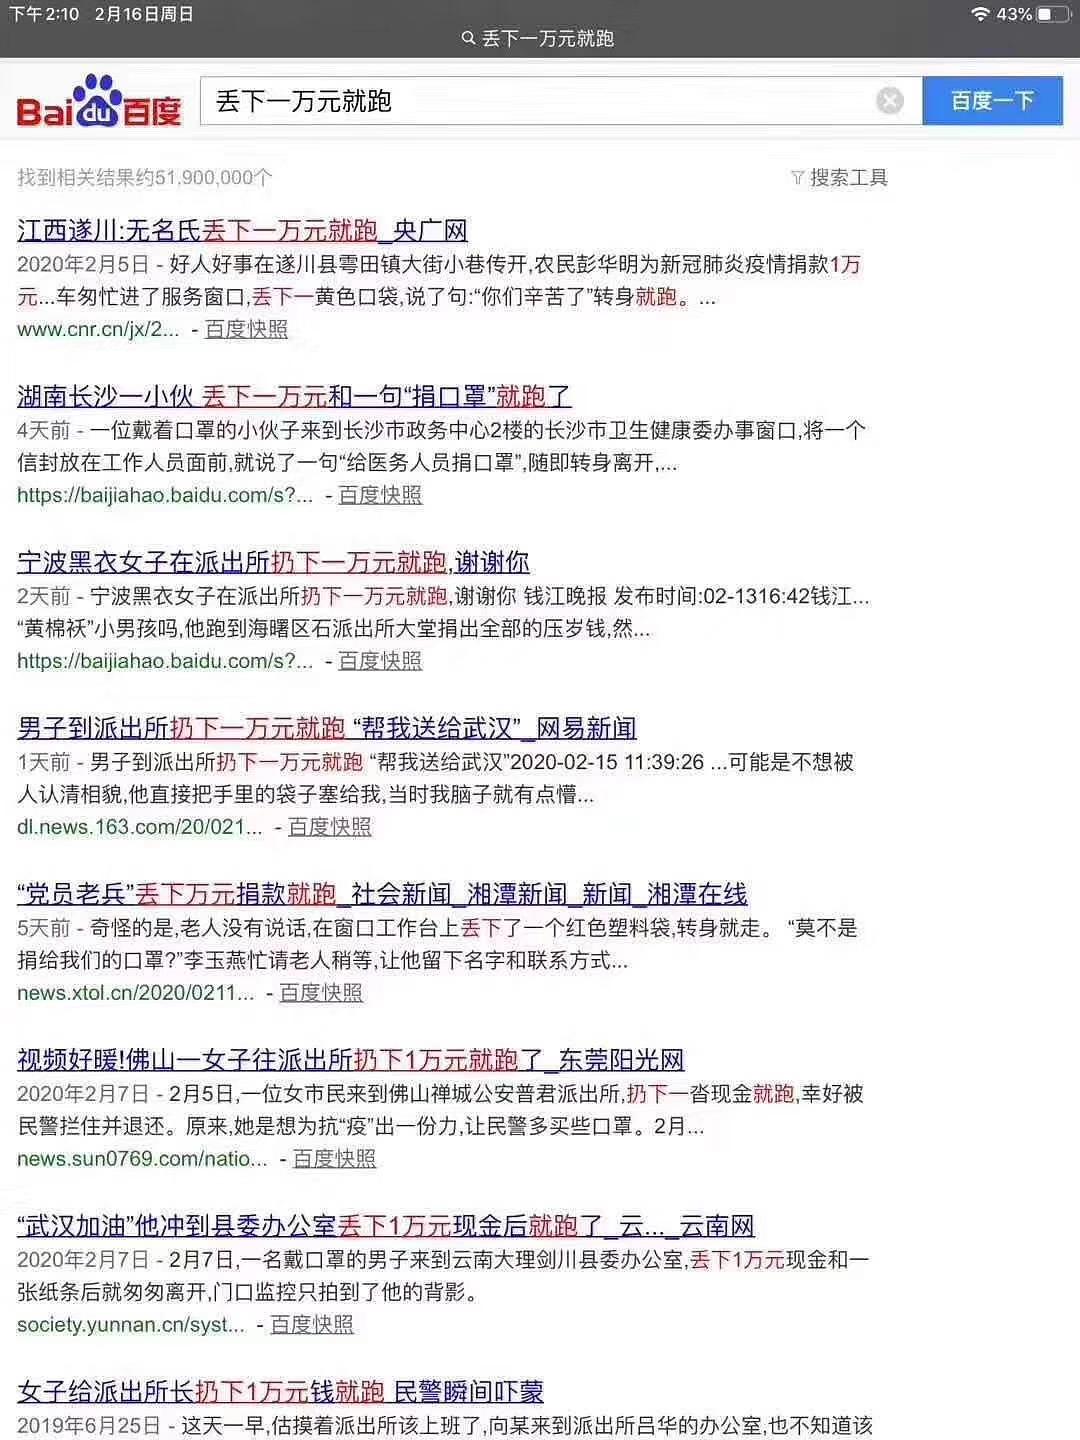 下午2:10 2月16日周日 43%
丢下一万元就跑
Bai du 百度 丢下一万元就跑 百度一下
找到相关结果约51,900,000个 搜索工具
江西遂川:无名氏丢下一万元就跑_央广网
2020年2月5日 - 好人好事在遂川县雩田镇大街小巷传开,农民彭华明为新冠肺炎疫情捐款1万
元...车匆忙进了服务窗口,丢下一黄色口袋,说了句:“你们辛苦了”转身就跑。...
www.cnr.cn/jx/2... - 百度快照
湖南长沙一小伙 丢下一万元和一句“捐口罩”就跑了
4天前 - 一位戴着口罩的小伙子来到长沙市政务中心2楼的长沙市卫生健康委办事窗口,将一个
信封放在工作人员面前,就说了一句“给医务人员捐口罩”,随即转身离开,...
https://baijiahao.baidu.com/s?... - 百度快照
宁波黑衣女子在派出所扔下一万元就跑,谢谢你
2天前 - 宁波黑衣女子在派出所扔下一万元就跑,谢谢你 钱江晚报 发布时间:02-1316:42钱江...
“黄棉袄”小男孩吗,他跑到海曙区石派出所大堂捐出全部的压岁钱,然...
https://baijiahao.baidu.com/s?... - 百度快照
男子到派出所扔下一万元就跑 “帮我送给武汉”_网易新闻
1天前 - 男子到派出所扔下一万元就跑 “帮我送给武汉”2020-02-15 11:39:26 ...可能是不想被
人认清相貌,他直接把手里的袋子塞给我,当时我脑子就有点懵...
dl.news.163.com/20/021... - 百度快照
“党员老兵”丢下万元捐款就跑_社会新闻_湘潭新闻_新闻_湘潭在线
5天前 - 奇怪的是,老人没有说话,在窗口工作台上丢下了一个红色塑料袋,转身就走。 “莫不是
捐给我们的口罩?”李玉燕忙请老人稍等,让他留下名字和联系方式...
news.xtol.cn/2020/0211... - 百度快照
视频好暖!佛山一女子往派出所扔下1万元就跑了_东莞阳光网
2020年2月7日 - 2月5日,一位女市民来到佛山禅城公安普君派出所,扔下一沓现金就跑,幸好被
民警拦住并退还。原来,她是想为抗“疫”出一份力,让民警多买些口罩。2月...
news.sun0769.com/natio... - 百度快照
“武汉加油”他冲到县委办公室丢下1万元现金后就跑了_云..._云南网
2020年2月7日 - 2月7日,一名戴口罩的男子来到云南大理剑川县委办公室,丢下1万元现金和一
张纸条后就匆匆离开,门口监控只拍到了他的背影。
society.yunnan.cn/syst... - 百度快照
女子给派出所长扔下1万元钱就跑 民警瞬间吓蒙
2019年6月25日 - 这天一早,估摸着派出所该上班了,向某来到派出所吕华的办公室,也不知道该